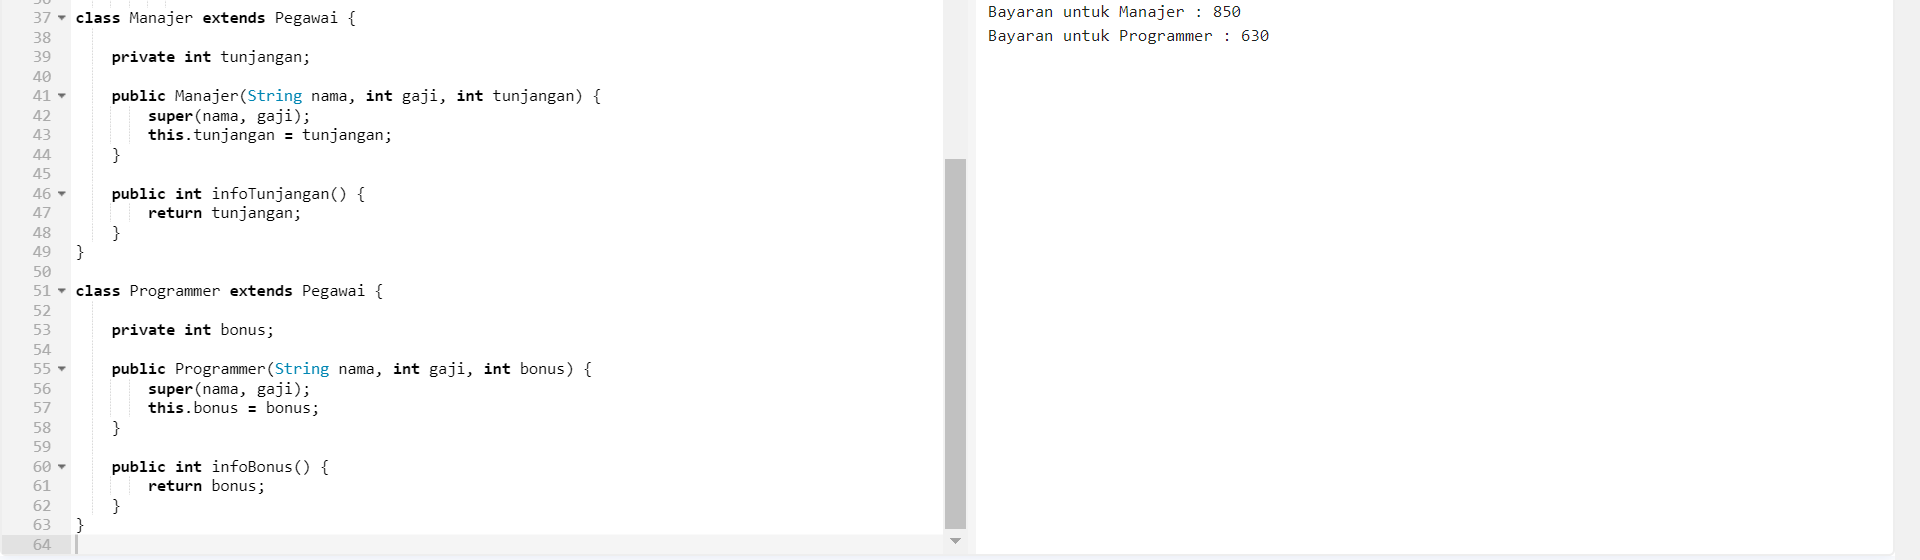 37 class Manajer extends Pegawai {
38
39 private int tunjangan;
40
41 public Manajer(String nama, int gaji, int tunjangan) {
42 super(nama, gaji);
43 this.tunjangan = tunjangan;
44 }
45
46 public int infoTunjangan() {
47 return tunjangan;
48 }
49 }
50
51 class Programmer extends Pegawai {
52
53 private int bonus;
54
55 public Programmer(String nama, int gaji, int bonus) {
56 super(nama, gaji);
57 this.bonus = bonus;
58 }
59
60 public int infoBonus() {
61 return bonus;
62 }
63 }
64
Bayaran untuk Manajer : 850
Bayaran untuk Programmer : 630